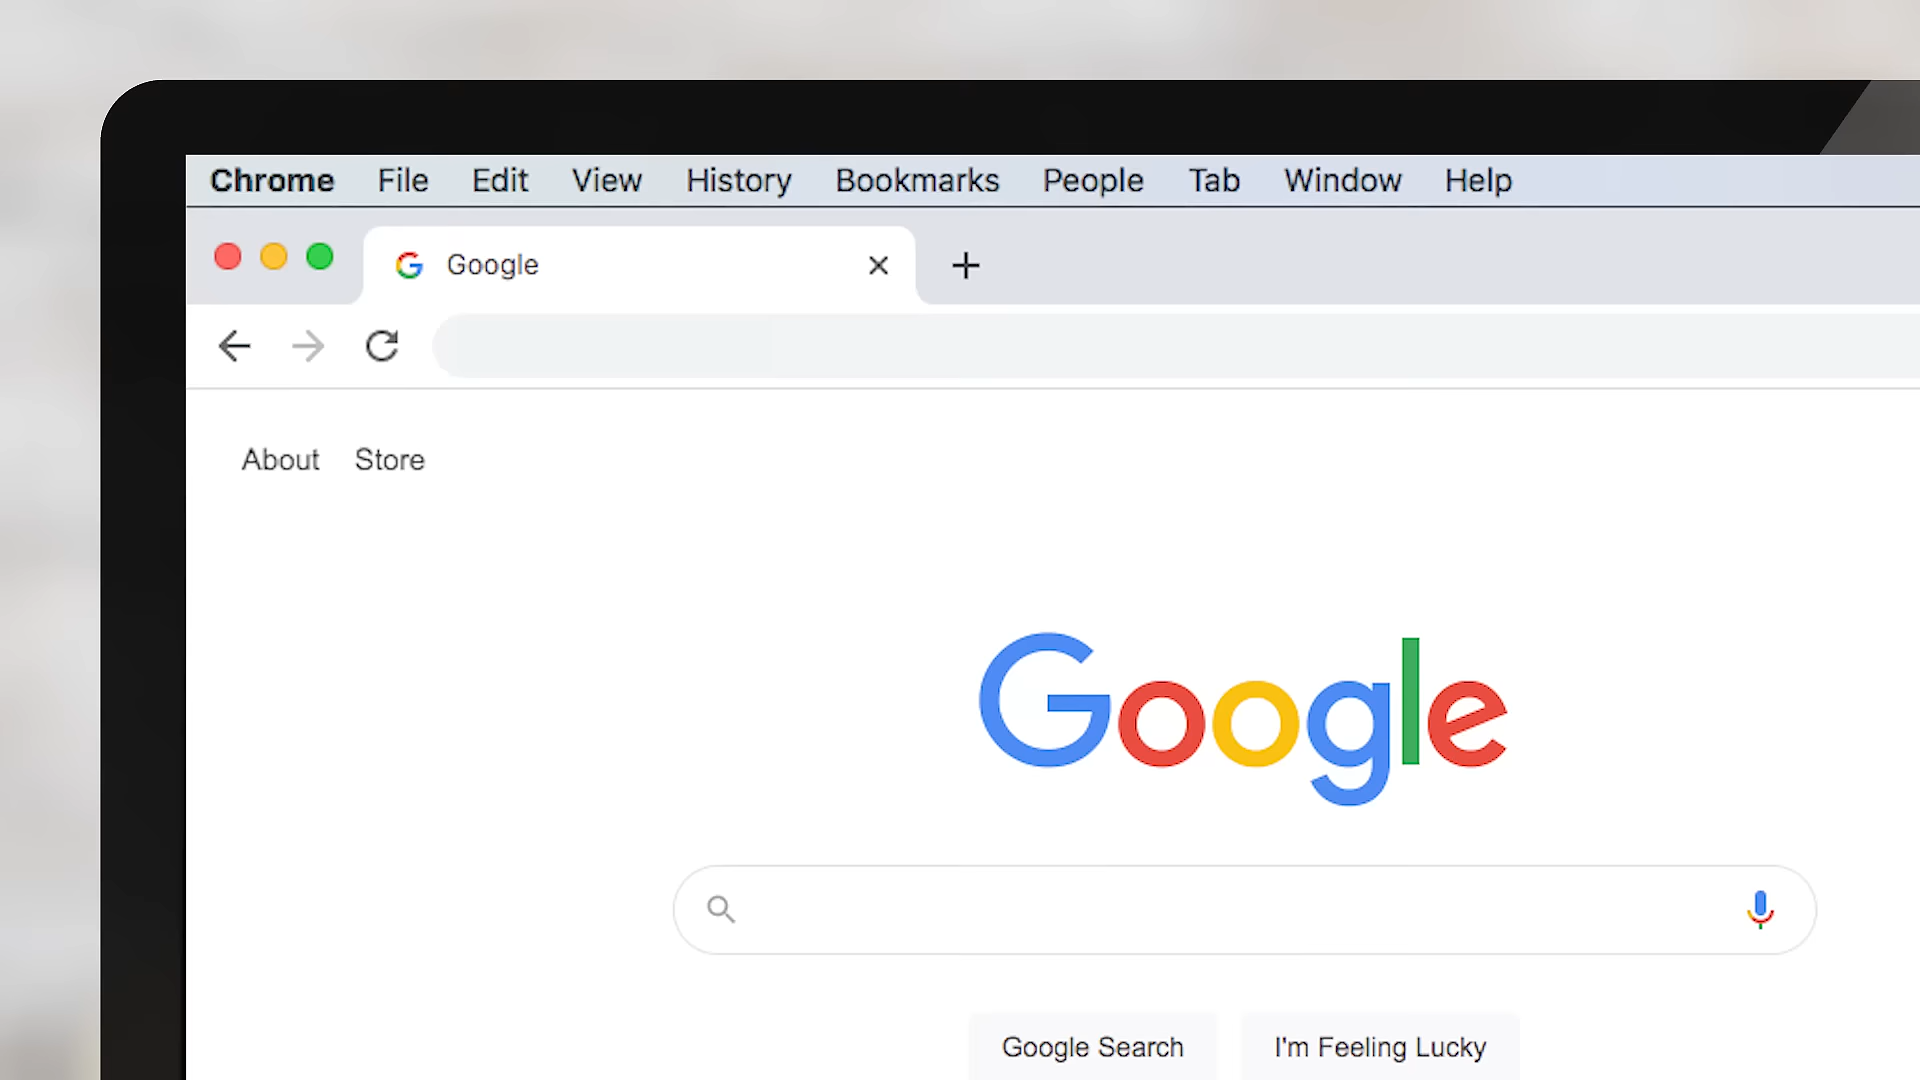 Chrome File Edit View History Bookmarks People Tab Window Help
Google
About Store
Google
Google Search I'm Feeling Lucky